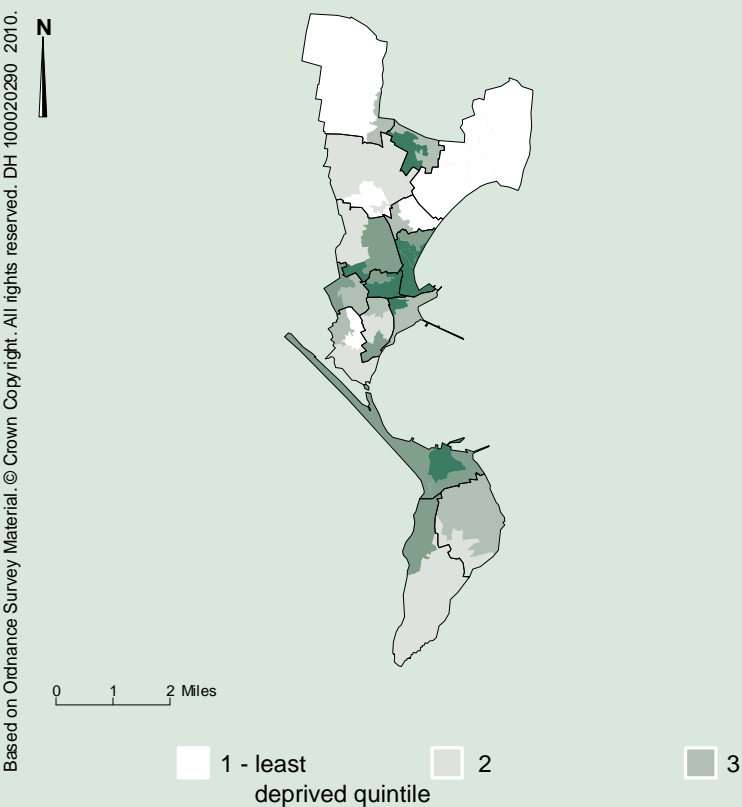 Based on Ordnance Survey Material. © Crown Copyright. All rights reserved. DH 100020290 2010.
N
0 1 2 Miles
1 - least
deprived quintile
2
3